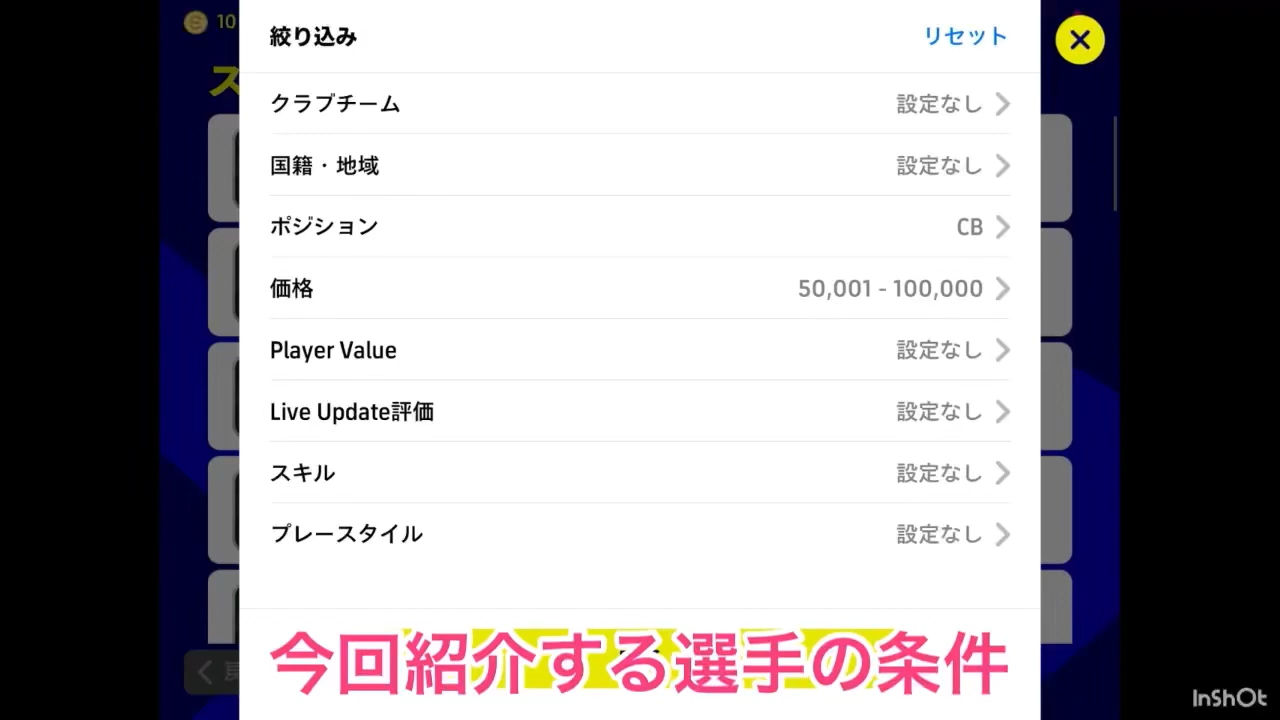 10
絞り込み
リセット
ス
クラブチーム 設定なし
国籍・地域 設定なし
ポジション CB
価格 50,001 - 100,000
Player Value 設定なし
Live Update評価 設定なし
スキル 設定なし
プレースタイル 設定なし
今回紹介する選手の条件
InShOt